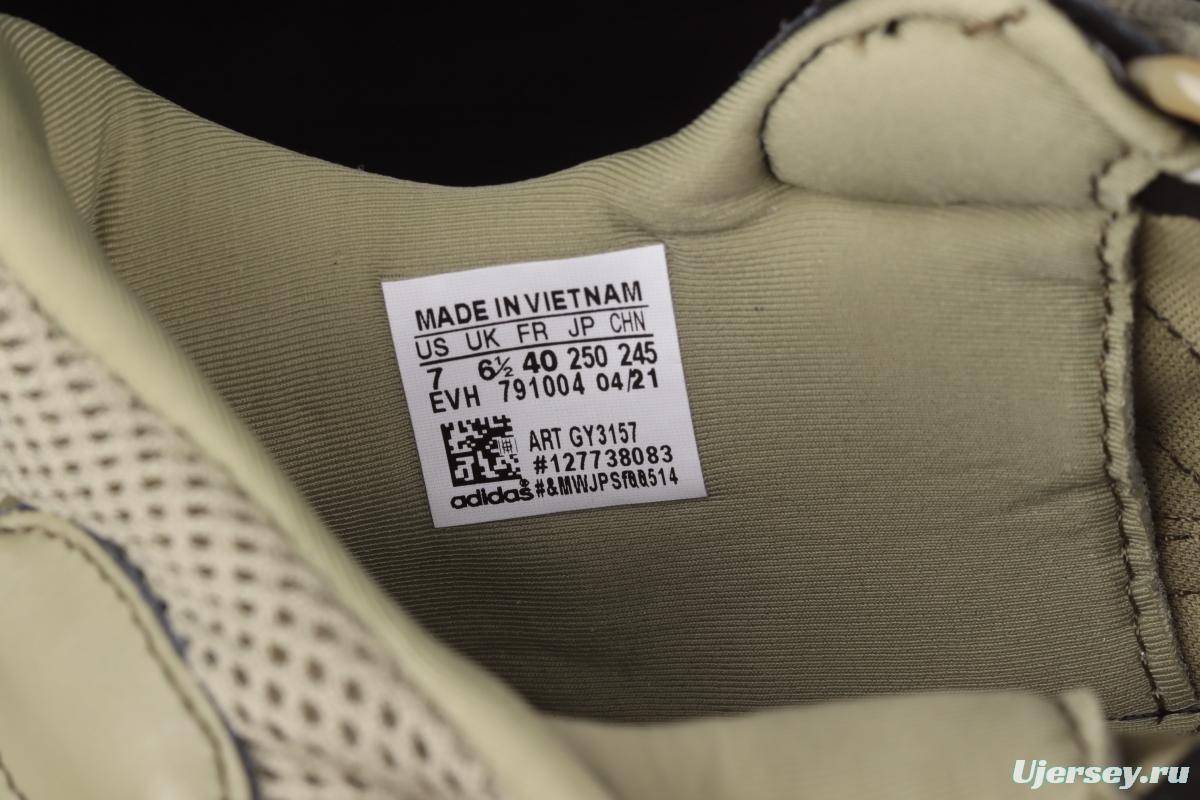 MADE IN VIETNAM
US UK FR JP CHN
7 6½ 40 250 245
EVH 791004 04/21
ART GY3157
#127738083
adidas® #&MWJPSf
Ujersey.ru